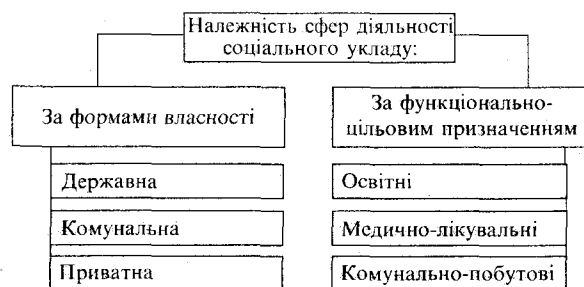 Належність сфер діяльності
соціального укладу:
За формами власності
Державна
Комунальна
Приватна
За функціонально-
цільовим призначенням
Освітні
Медично-лікувальні
Комунально-побутові